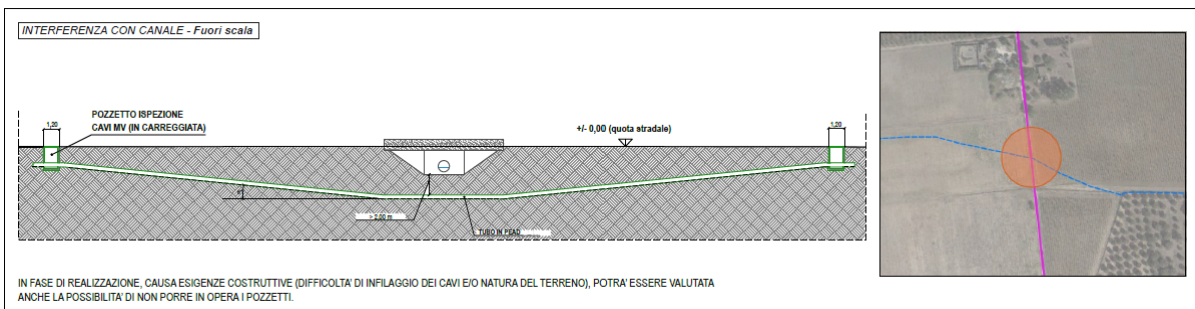 INTERFERENZA CON CANALE - Fuori scala
POZZETTO ISPEZIONE
CAVI MV (IN CARREGGIATA)
1,20
+/- 0,00 (quota stradale)
1,20
> 2.00 m
TUBO IN PEAD
IN FASE DI REALIZZAZIONE, CAUSA ESIGENZE COSTRUTTIVE (DIFFICOLTA' DI INFILAGGIO DEI CAVI E/O NATURA DEL TERRENO), POTRA' ESSERE VALUTATA
ANCHE LA POSSIBILITA' DI NON PORRE IN OPERA I POZZETTI.